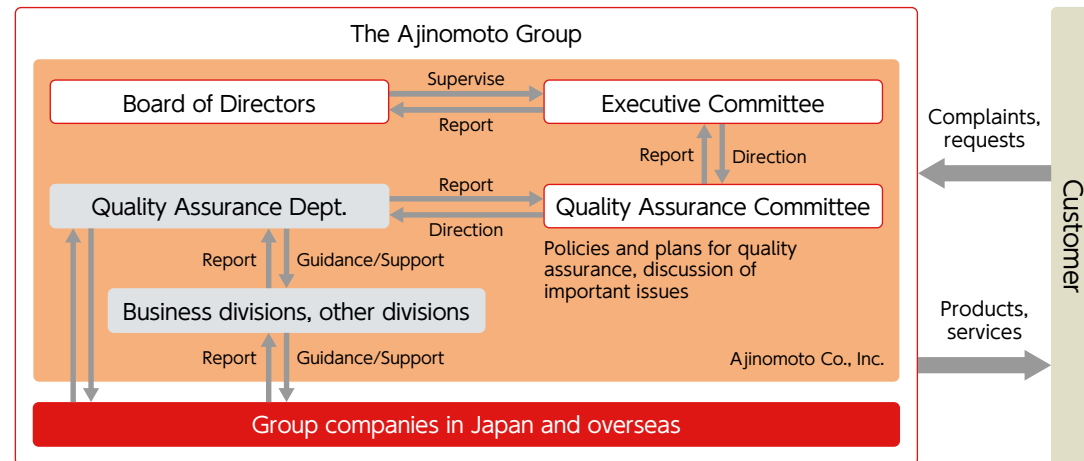 The Ajinomoto Group
Board of Directors
Supervise
Report
Executive Committee
Report
Direction
Quality Assurance Dept.
Report
Direction
Quality Assurance Committee
Policies and plans for quality
assurance, discussion of
important issues
Report
Guidance/Support
Business divisions, other divisions
Report
Guidance/Support
Ajinomoto Co., Inc.
Group companies in Japan and overseas
Complaints,
requests
Products,
services
Customer